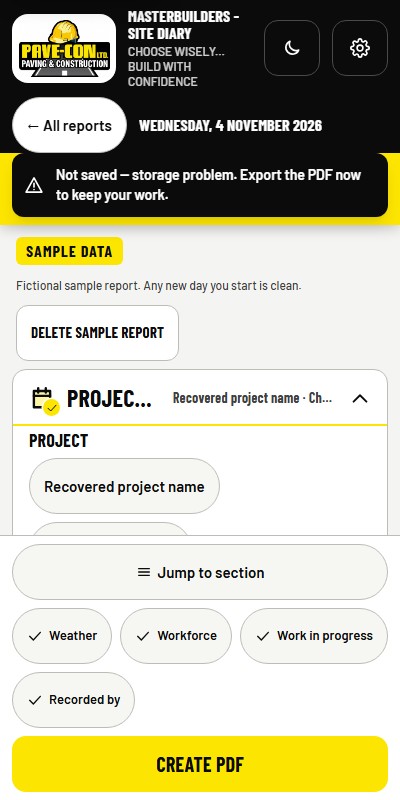 PAVE-CON LTD.
PAVING & CONSTRUCTION
MASTERBUILDERS -
SITE DIARY
CHOOSE WISELY...
BUILD WITH
CONFIDENCE
← All reports
WEDNESDAY, 4 NOVEMBER 2026
Not saved — storage problem. Export the PDF now
to keep your work.
SAMPLE DATA
Fictional sample report. Any new day you start is clean.
DELETE SAMPLE REPORT
PROJEC... Recovered project name · Ch...
PROJECT
Recovered project name
Jump to section
Weather
Workforce
Work in progress
Recorded by
CREATE PDF